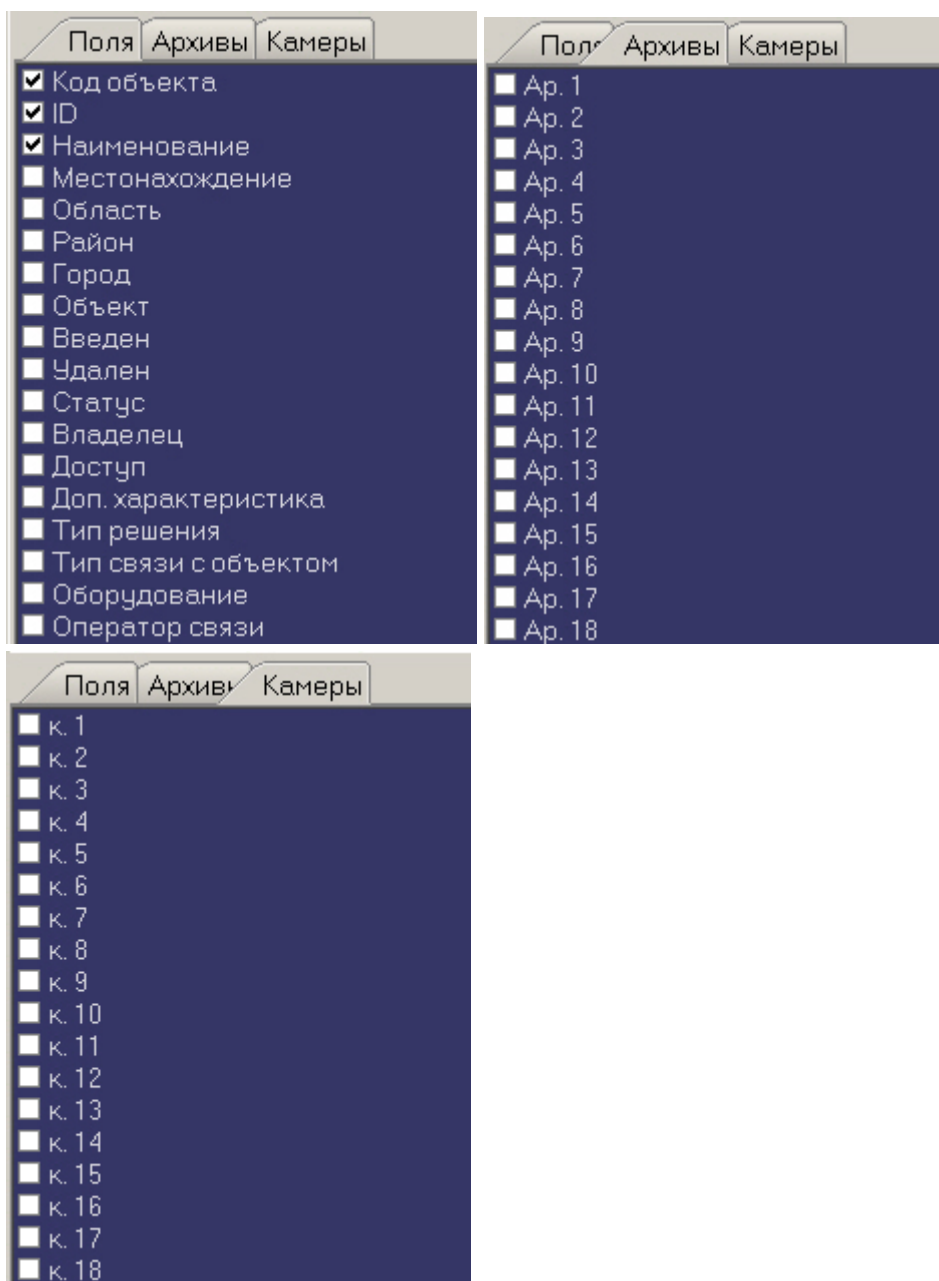 Поля Архивы Камеры
Код объекта
ID
Наименование
Местонахождение
Область
Район
Город
Объект
Введен
Удален
Статус
Владелец
Доступ
Доп. характеристика
Тип решения
Тип связи с объектом
Оборудование
Оператор связи
Поля Архивы Камеры
Ар. 1
Ар. 2
Ар. 3
Ар. 4
Ар. 5
Ар. 6
Ар. 7
Ар. 8
Ар. 9
Ар. 10
Ар. 11
Ар. 12
Ар. 13
Ар. 14
Ар. 15
Ар. 16
Ар. 17
Ар. 18
Поля Архивы Камеры
к. 1
к. 2
к. 3
к. 4
к. 5
к. 6
к. 7
к. 8
к. 9
к. 10
к. 11
к. 12
к. 13
к. 14
к. 15
к. 16
к. 17
к. 18